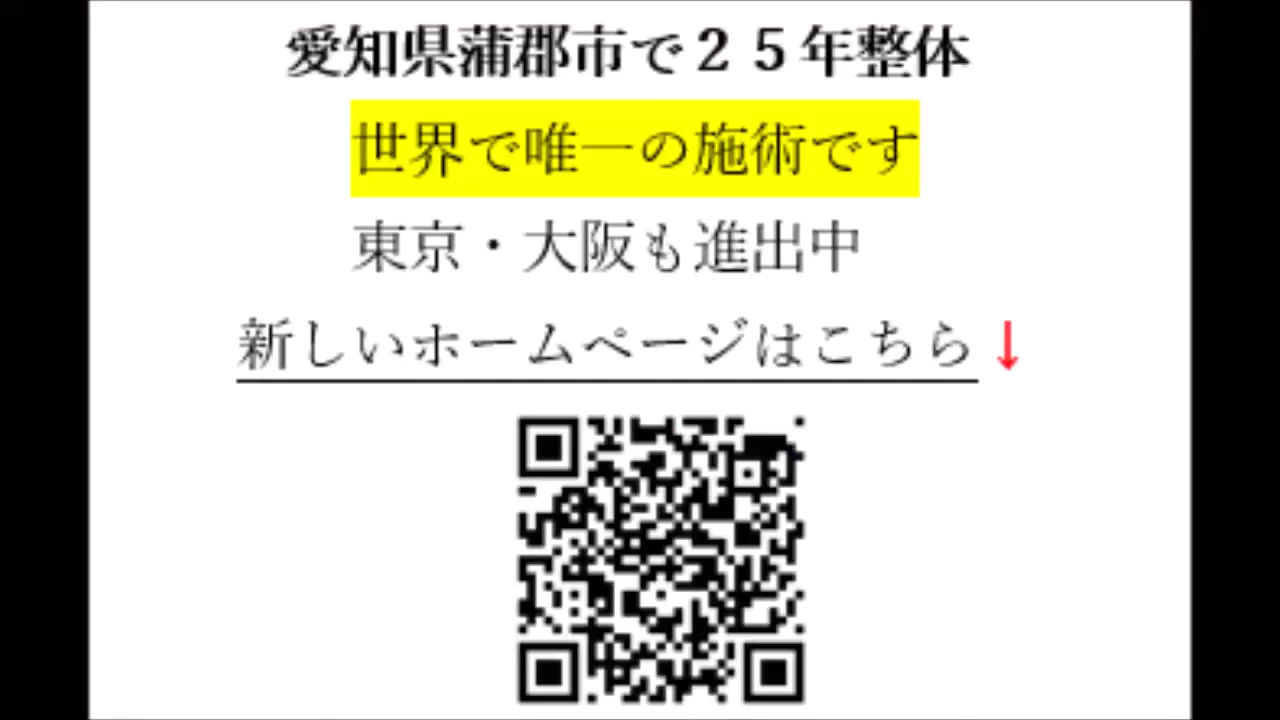 愛知県蒲郡市で２５年整体
世界で唯一の施術です
東京・大阪も進出中
新しいホームページはこちら↓